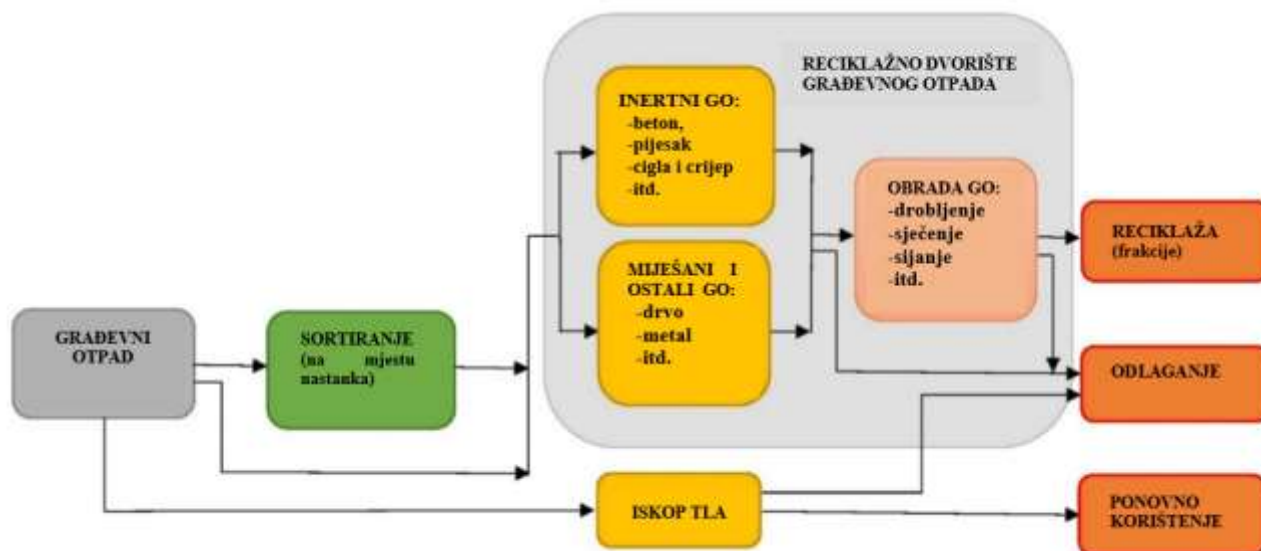 RECIKLAŽNO DVORIŠTE
GRAĐEVNOG OTPADA
INERTNI GO:
-beton,
-pijesak
-cigla i crijep
-itd.
MIJEŠANI I
OSTALI GO:
-drvo
-metal
-itd.
OBRADA GO:
-drobljenje
-sječenje
-sijanje
-itd.
RECIKLAŽA
(frakcije)
GRAĐEVNI
OTPAD
SORTIRANJE
(na mjestu
nastanka)
ODLAGANJE
ISKOP TLA
PONOVNO
KORIŠTENJE